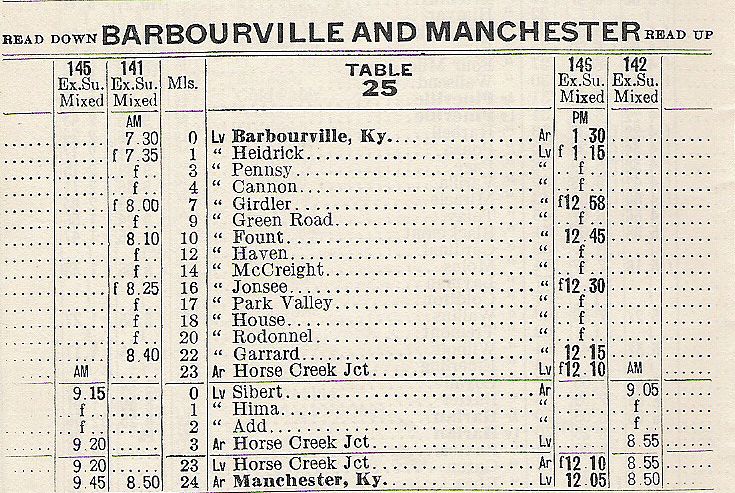 READ DOWN BARBOURVILLE AND MANCHESTER READ UP
145 141 Mls. TABLE 146 142
Ex.Su. Ex.Su. 25 Ex.Su. Ex.Su.
Mixed Mixed Mixed Mixed
AM PM
7.30 0 Lv Barbourville, Ky. Ar 1.30
f 7.35 1 “ Heidrick Lv f 1.15
f 3 “ Pennsy “ f
f 4 “ Cannon “ f
f 8.00 7 “ Girdler “ f12.58
f 9 “ Green Road “ f
8.10 10 “ Fount “ 12.45
f 12 “ Haven “ f
f 14 “ McCreight “ f
f 8.25 16 “ Jonsee “ f12.30
f 17 “ Park Valley “ f
f 18 “ House “ f
f 20 “ Rodonnel “ f
8.40 22 “ Garrard “ 12 15
AM 23 Ar Horse Creek Jct Lv f12.10 AM
9.15 0 Lv Sibert Ar 9 05
f 1 “ Hima “ f
f 2 “ Add “ f
9.20 3 Ar Horse Creek Jct Lv 8 55
9.20 23 Lv Horse Creek Jct Ar f12 10 8 55
9.45 8.50 24 Ar Manchester, Ky. Lv 12.05 8 50